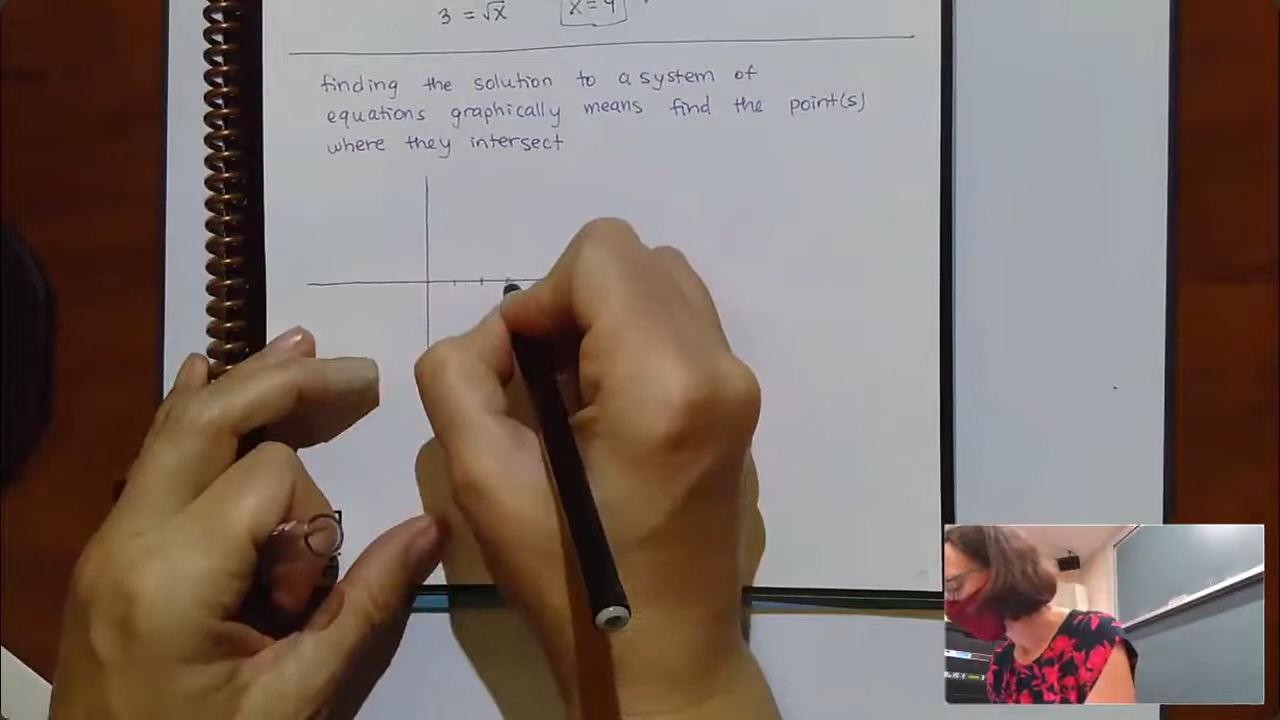 3 = √x x = 9
finding the solution to a system of
equations graphically means find the point(s)
where they intersect